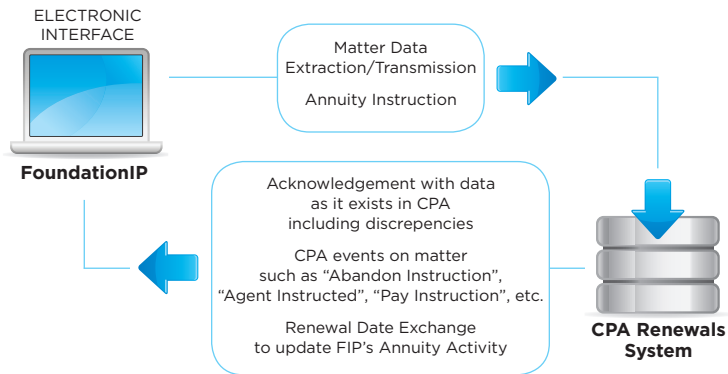 ELECTRONIC
INTERFACE
FoundationIP
Matter Data
Extraction/Transmission
Annuity Instruction
Acknowledgement with data
as it exists in CPA
including discrepencies
CPA events on matter
such as “Abandon Instruction”,
“Agent Instructed”, “Pay Instruction”, etc.
Renewal Date Exchange
to update FIP’s Annuity Activity
CPA Renewals
System